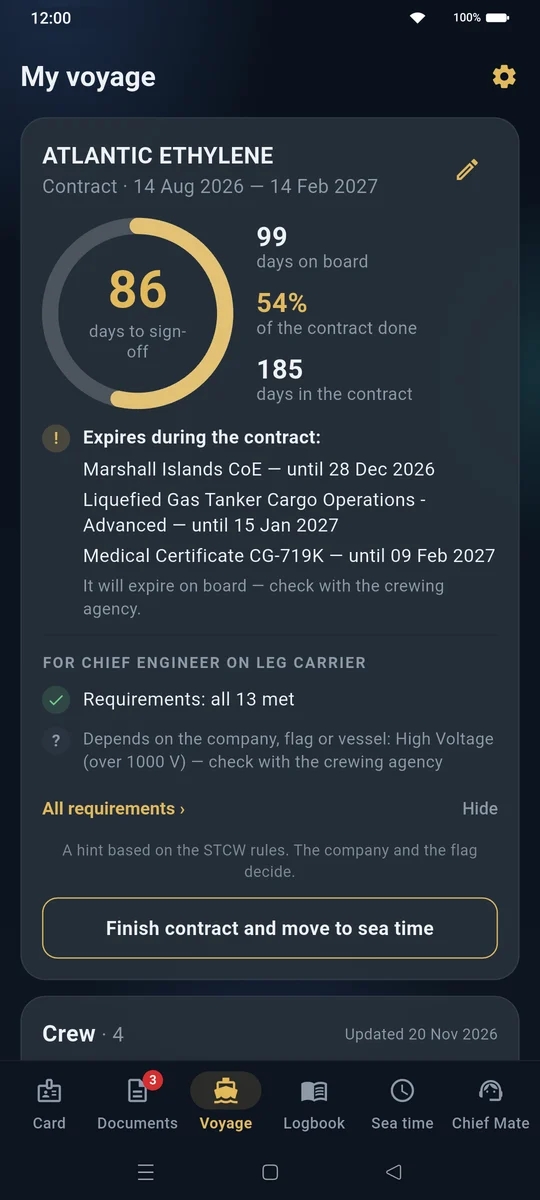 12:00
100%
My voyage
ATLANTIC ETHYLENE
Contract · 14 Aug 2026 — 14 Feb 2027
86
days to sign-
off
99
days on board
54%
of the contract done
185
days in the contract
!
Expires during the contract:
Marshall Islands CoE — until 28 Dec 2026
Liquefied Gas Tanker Cargo Operations -
Advanced — until 15 Jan 2027
Medical Certificate CG-719K — until 09 Feb 2027
It will expire on board — check with the crewing
agency.
FOR CHIEF ENGINEER ON LEG CARRIER
Requirements: all 13 met
?
Depends on the company, flag or vessel: High Voltage
(over 1000 V) — check with the crewing agency
All requirements ›
Hide
A hint based on the STCW rules. The company and the flag
decide.
Finish contract and move to sea time
Crew · 4
Updated 20 Nov 2026
3
Card
Documents
Voyage
Logbook
Sea time
Chief Mate